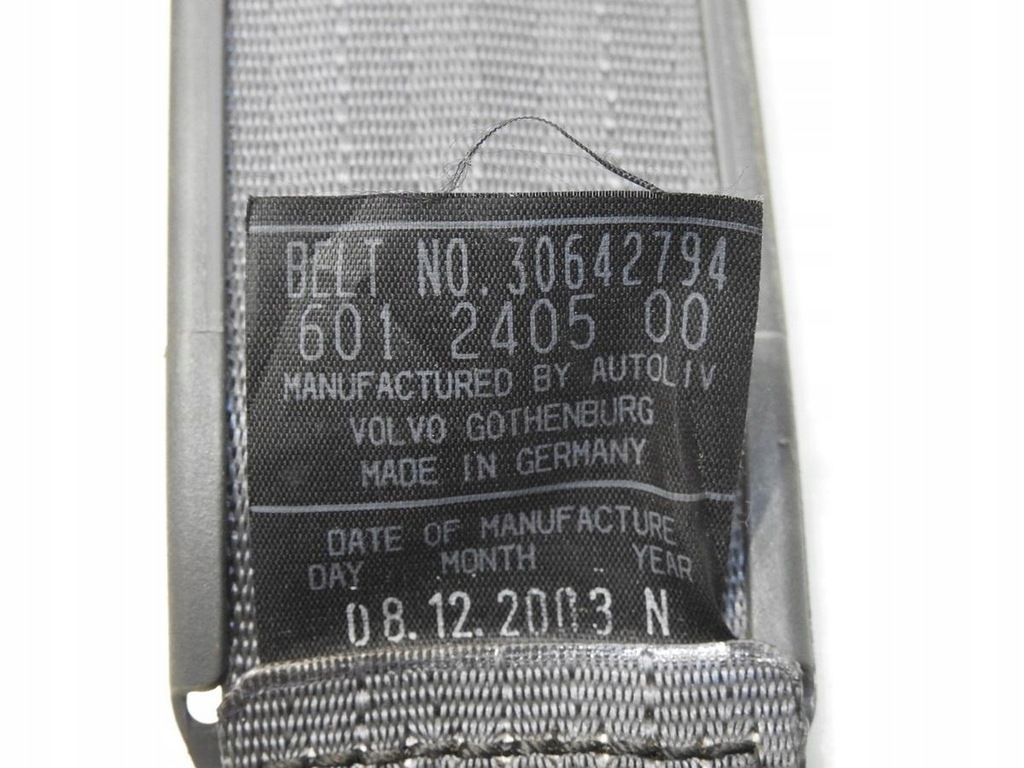 BELT NO. 30642794
601 2405 00
MANUFACTURED BY AUTOLIV
VOLVO GOTHENBURG
MADE IN GERMANY
DATE OF MANUFACTURE
DAY MONTH YEAR
08.12.2003 N